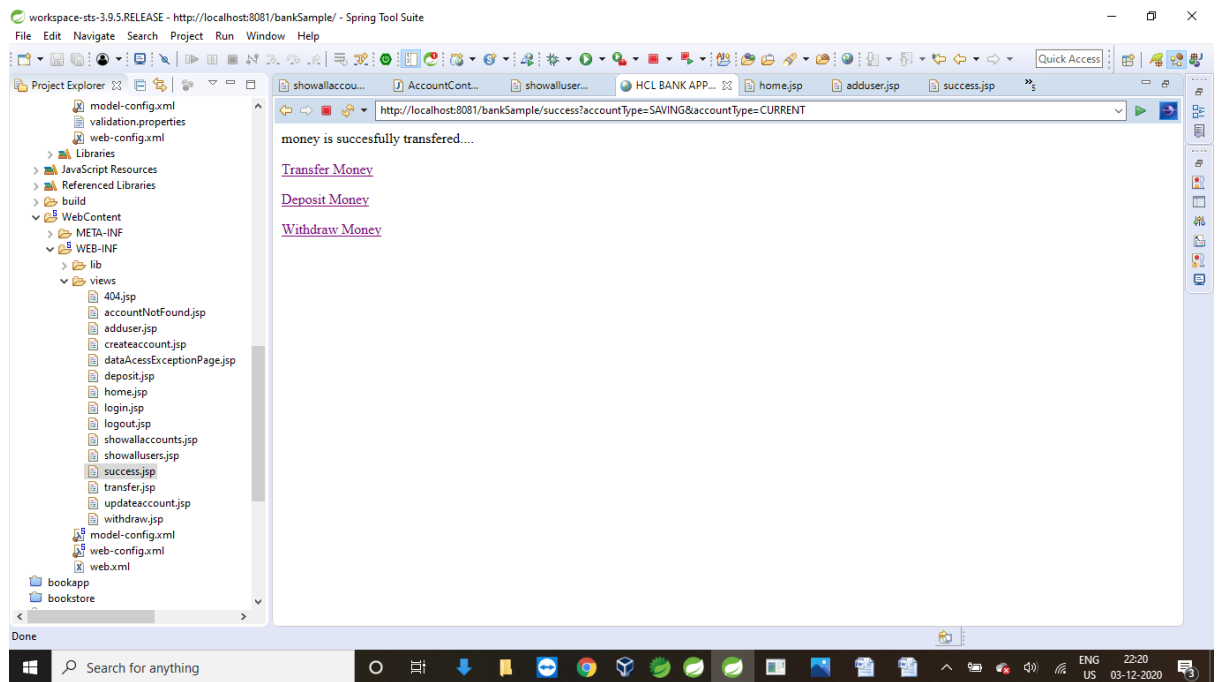 workspace-sts-3.9.5.RELEASE - http://localhost:8081/bankSample/ - Spring Tool Suite
File Edit Navigate Search Project Run Window Help
Quick Access
Project Explorer
showallaccou... AccountCont... showalluser... HCL BANK APP... home.jsp adduser.jsp success.jsp »5
http://localhost:8081/bankSample/success?accountType=SAVING&accountType=CURRENT
money is succesfully transfered....
Transfer Money
Deposit Money
Withdraw Money
model-config.xml
validation.properties
web-config.xml
Libraries
JavaScript Resources
Referenced Libraries
build
WebContent
META-INF
WEB-INF
lib
views
404.jsp
accountNotFound.jsp
adduser.jsp
createaccount.jsp
dataAcessExceptionPage.jsp
deposit.jsp
home.jsp
login.jsp
logout.jsp
showallaccounts.jsp
showallusers.jsp
success.jsp
transfer.jsp
updateaccount.jsp
withdraw.jsp
model-config.xml
web-config.xml
web.xml
bookapp
bookstore
Done
Search for anything
ENG
US
22:20
03-12-2020
3